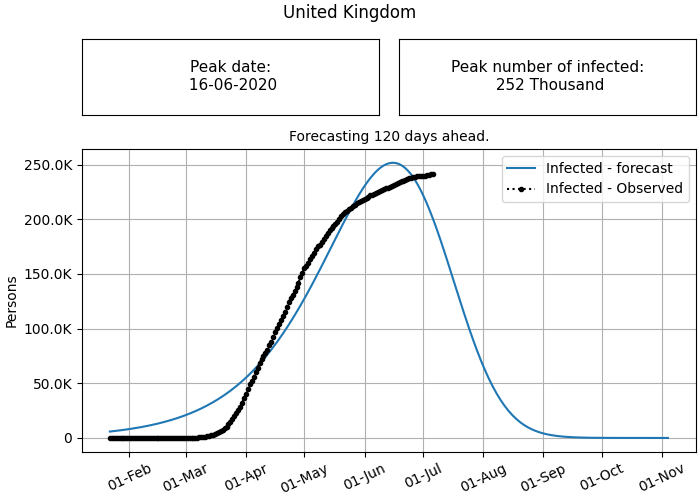 United Kingdom
Peak date:
16-06-2020
Peak number of infected:
252 Thousand
Forecasting 120 days ahead.
Infected - forecast
Infected - Observed
250.0K
200.0K
150.0K
100.0K
50.0K
0
Persons
01-Feb
01-Mar
01-Apr
01-May
01-Jun
01-Jul
01-Aug
01-Sep
01-Oct
01-Nov